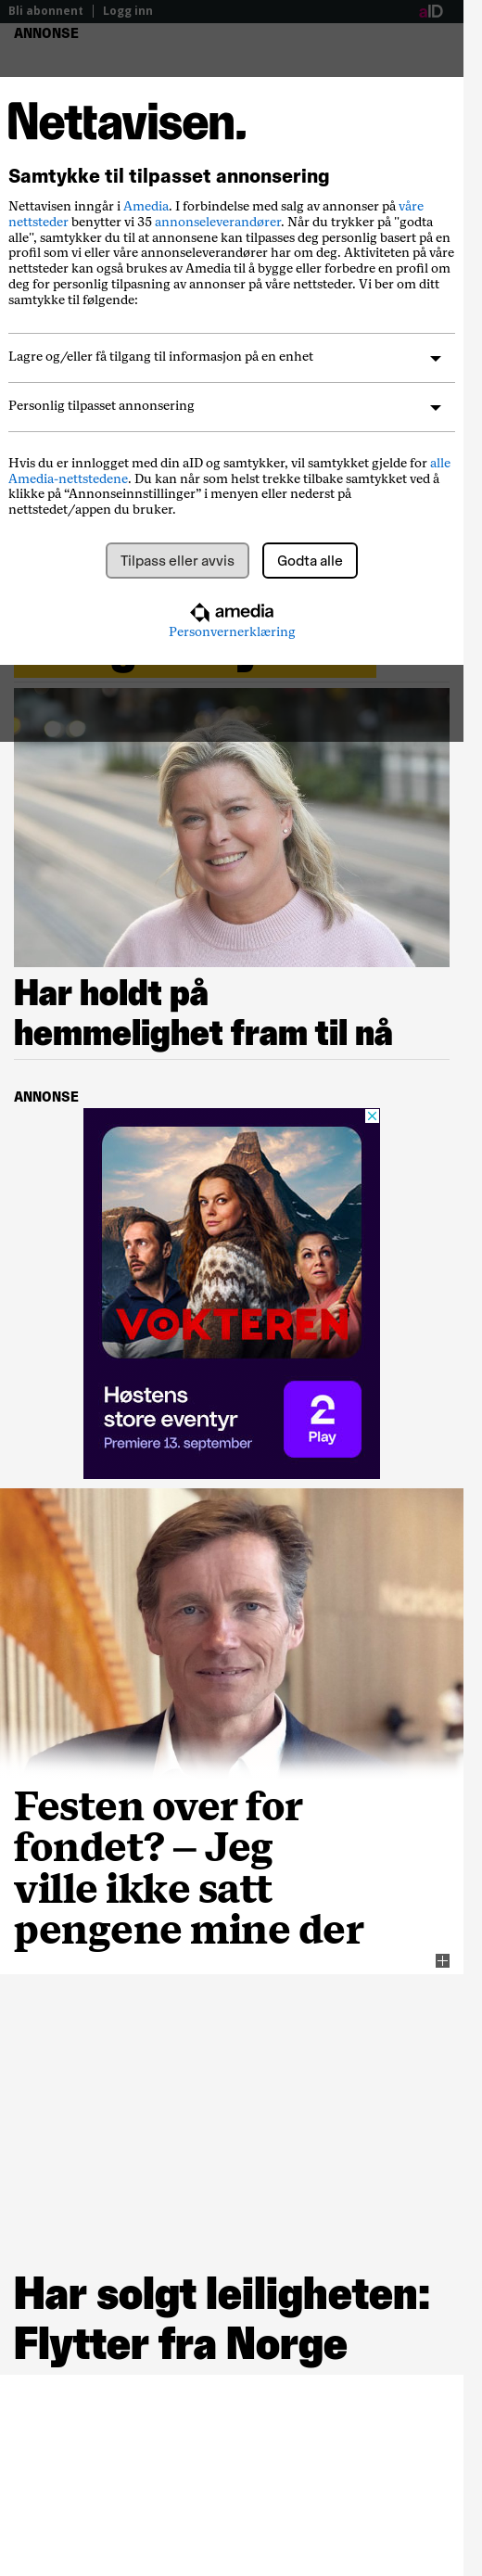 Bli abonnent | Logg inn aID
ANNONSE
Nettavisen.
Samtykke til tilpasset annonsering
Nettavisen inngår i Amedia. I forbindelse med salg av annonser på våre
nettsteder benytter vi 35 annonseleverandører. Når du trykker på "godta
alle", samtykker du til at annonsene kan tilpasses deg personlig basert på en
profil som vi eller våre annonseleverandører har om deg. Aktiviteten på våre
nettsteder kan også brukes av Amedia til å bygge eller forbedre en profil om
deg for personlig tilpasning av annonser på våre nettsteder. Vi ber om ditt
samtykke til følgende:
Lagre og/eller få tilgang til informasjon på en enhet
Personlig tilpasset annonsering
Hvis du er innlogget med din aID og samtykker, vil samtykket gjelde for alle
Amedia-nettstedene. Du kan når som helst trekke tilbake samtykket ved å
klikke på “Annonseinnstillinger” i menyen eller nederst på
nettstedet/appen du bruker.
Tilpass eller avvis Godta alle
amedia
Personvernerklæring
Har holdt på
hemmelighet fram til nå
ANNONSE
VOKTEREN
Høstens
store eventyr
Premiere 13. september
2
Play
Festen over for
fondet? – Jeg
ville ikke satt
pengene mine der
Har solgt leiligheten:
Flytter fra Norge